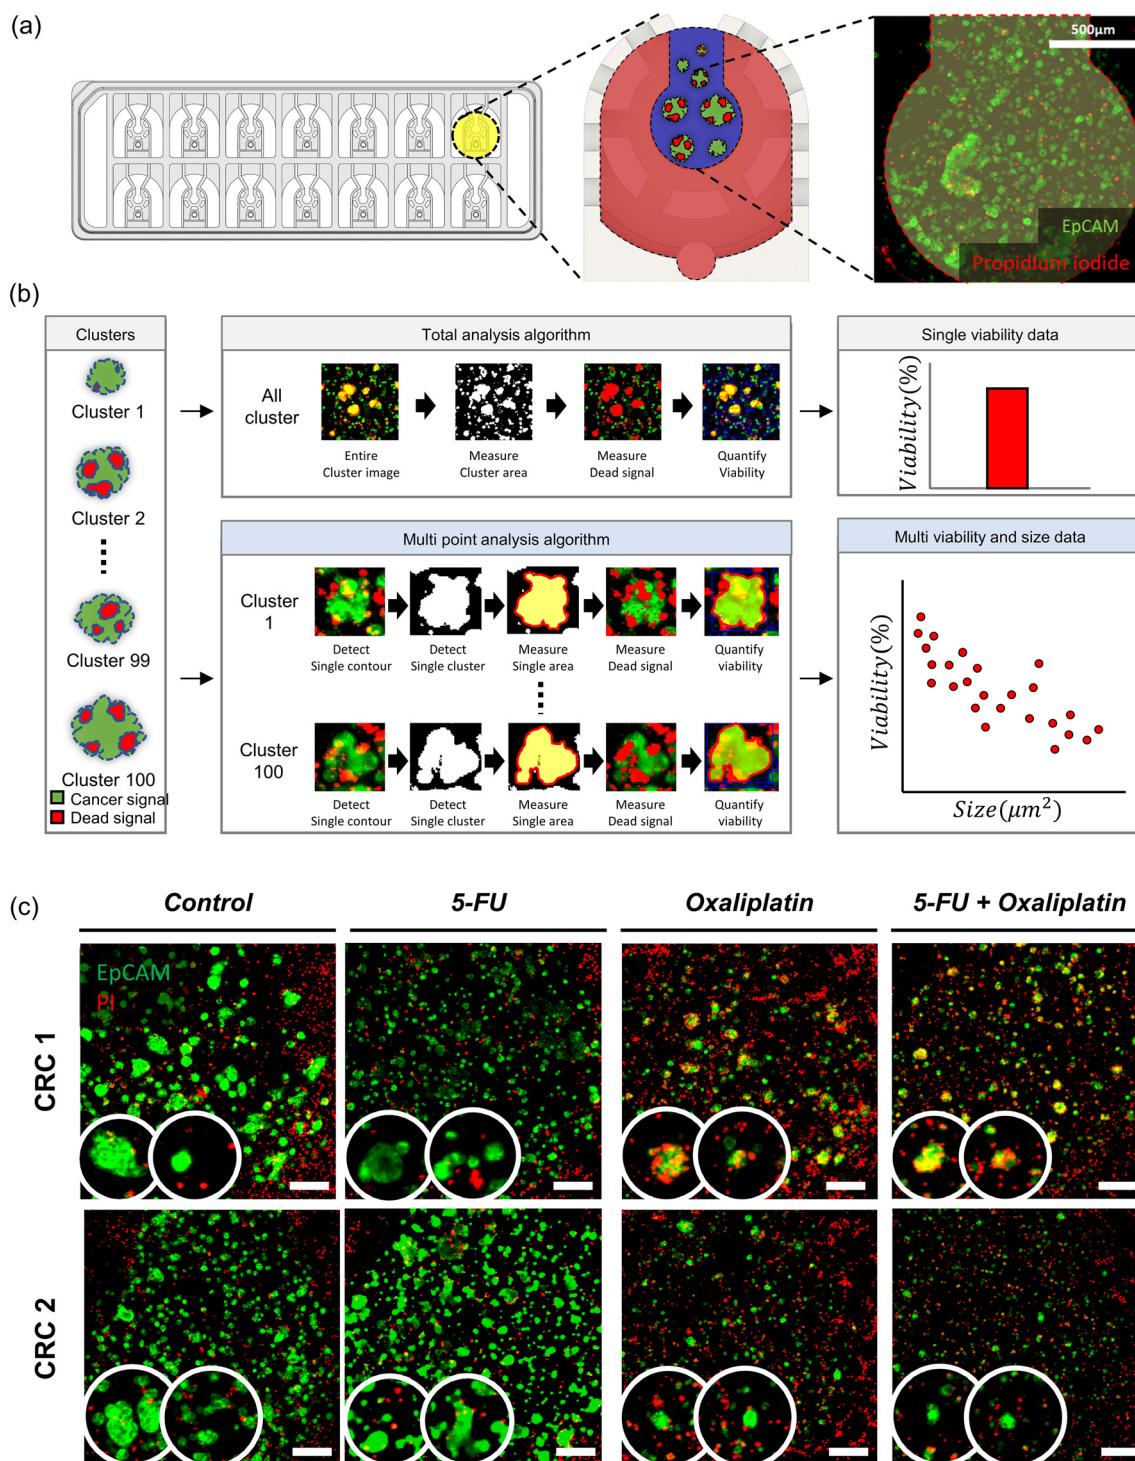 (a)
500µm
EpCAM
Propidium iodide
(b)
Clusters
Cluster 1
Cluster 2
Cluster 99
Cluster 100
Cancer signal
Dead signal
Total analysis algorithm
All
cluster
Entire
Cluster image
Measure
Cluster area
Measure
Dead signal
Quantify
Viability
Single viability data
Viability(%)
Multi point analysis algorithm
Cluster
1
Detect
Single contour
Detect
Single cluster
Measure
Single area
Measure
Dead signal
Quantify
viability
Cluster
100
Detect
Single contour
Detect
Single cluster
Measure
Single area
Measure
Dead signal
Quantify
viability
Multi viability and size data
Viability(%)
Size(µm²)
(c)
Control
5-FU
Oxaliplatin
5-FU + Oxaliplatin
CRC 1
EpCAM
PI
CRC 2